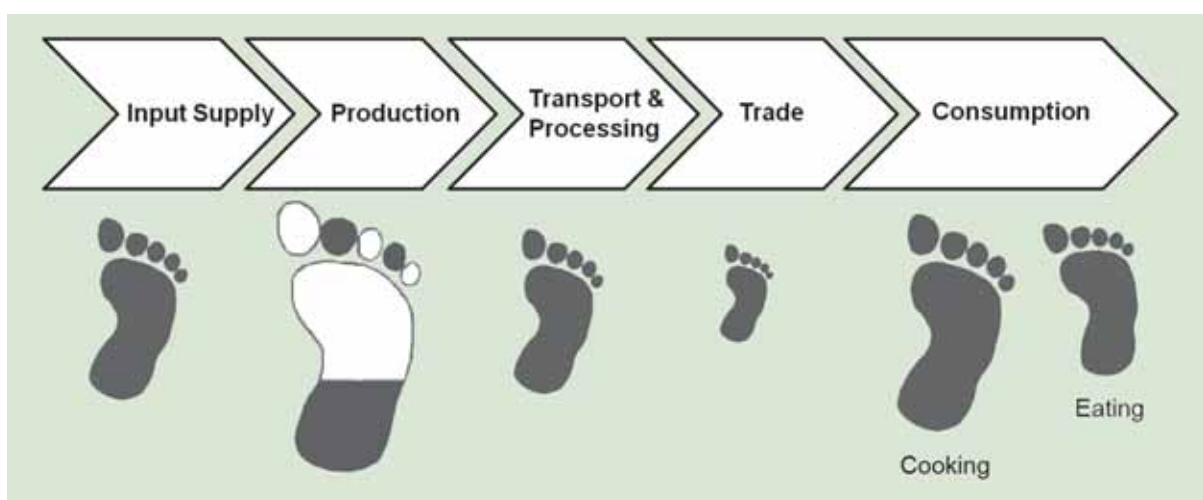 Input Supply
Production
Transport &
Processing
Trade
Consumption
Eating
Cooking